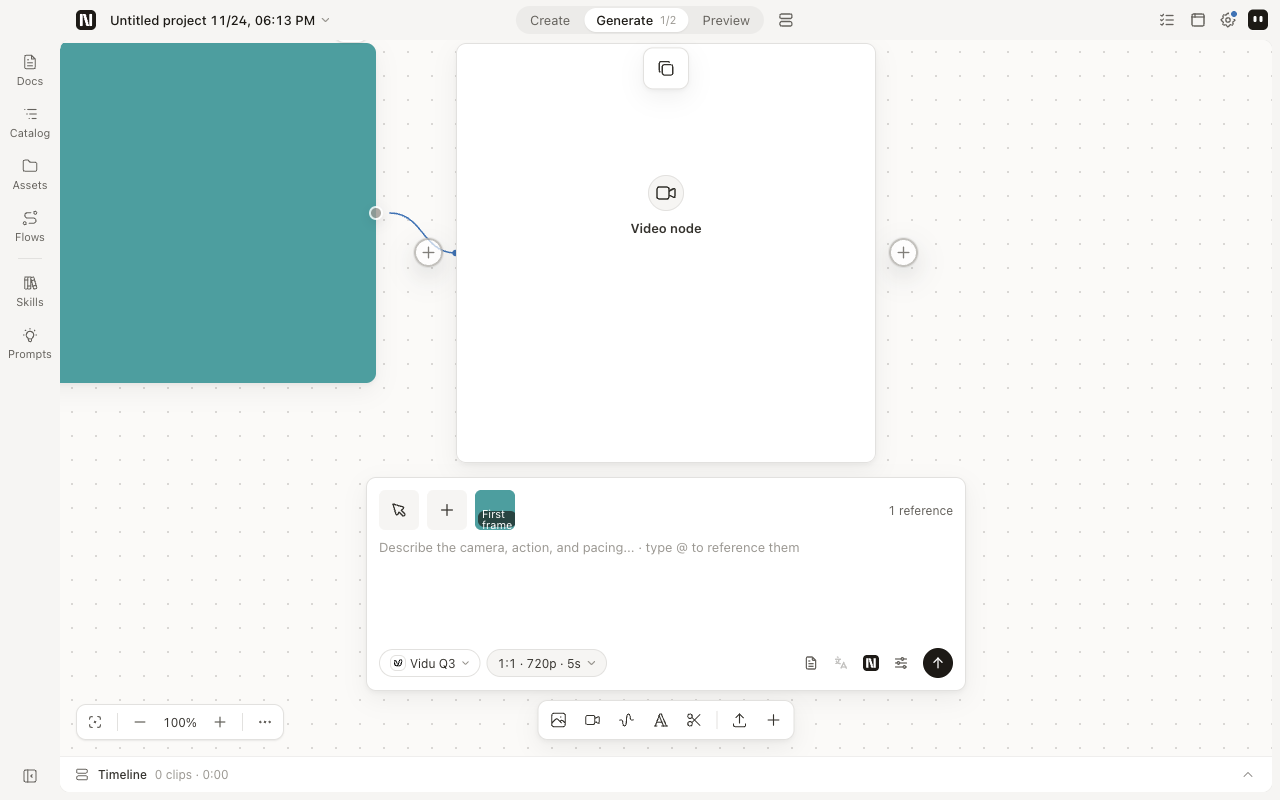 Untitled project 11/24, 06:13 PM
Create
Generate 1/2
Preview
Docs
Catalog
Assets
Flows
Skills
Prompts
Video node
First frame
1 reference
Describe the camera, action, and pacing... · type @ to reference them
Vidu Q3
1:1 · 720p · 5s
100%
Timeline 0 clips · 0:00